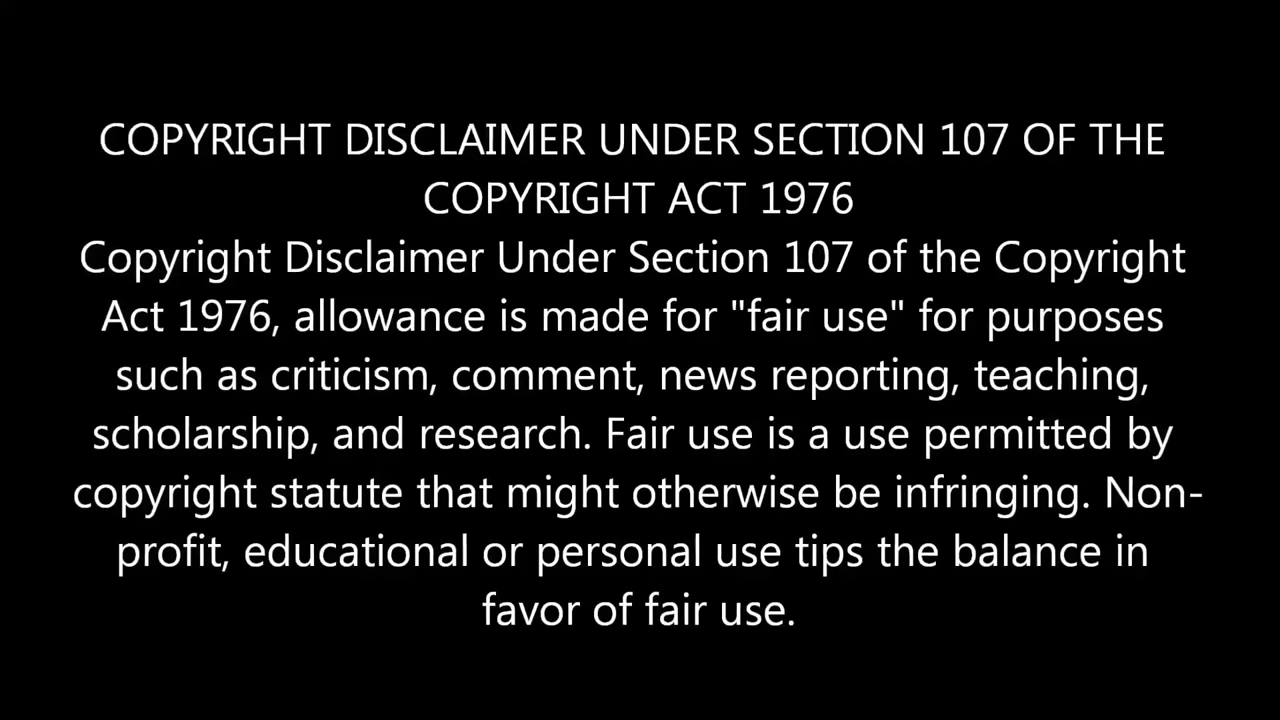 COPYRIGHT DISCLAIMER UNDER SECTION 107 OF THE
COPYRIGHT ACT 1976
Copyright Disclaimer Under Section 107 of the Copyright
Act 1976, allowance is made for "fair use" for purposes
such as criticism, comment, news reporting, teaching,
scholarship, and research. Fair use is a use permitted by
copyright statute that might otherwise be infringing. Non-
profit, educational or personal use tips the balance in
favor of fair use.